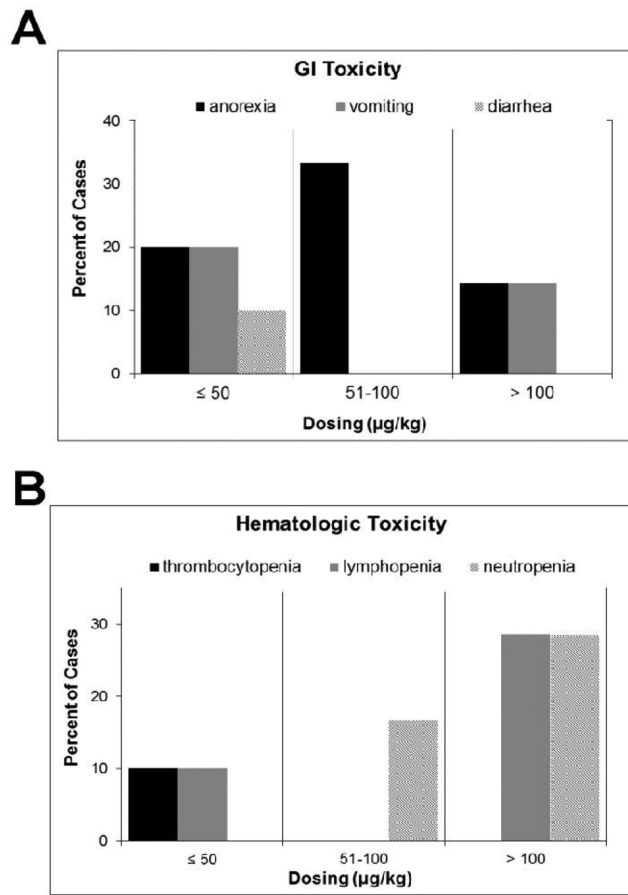 A
GI Toxicity
anorexia vomiting diarrhea
40
30
20
10
0
Percent of Cases
≤ 50 51-100 > 100
Dosing (µg/kg)
B
Hematologic Toxicity
thrombocytopenia lymphopenia neutropenia
30
20
10
0
Percent of Cases
≤ 50 51-100 > 100
Dosing (µg/kg)